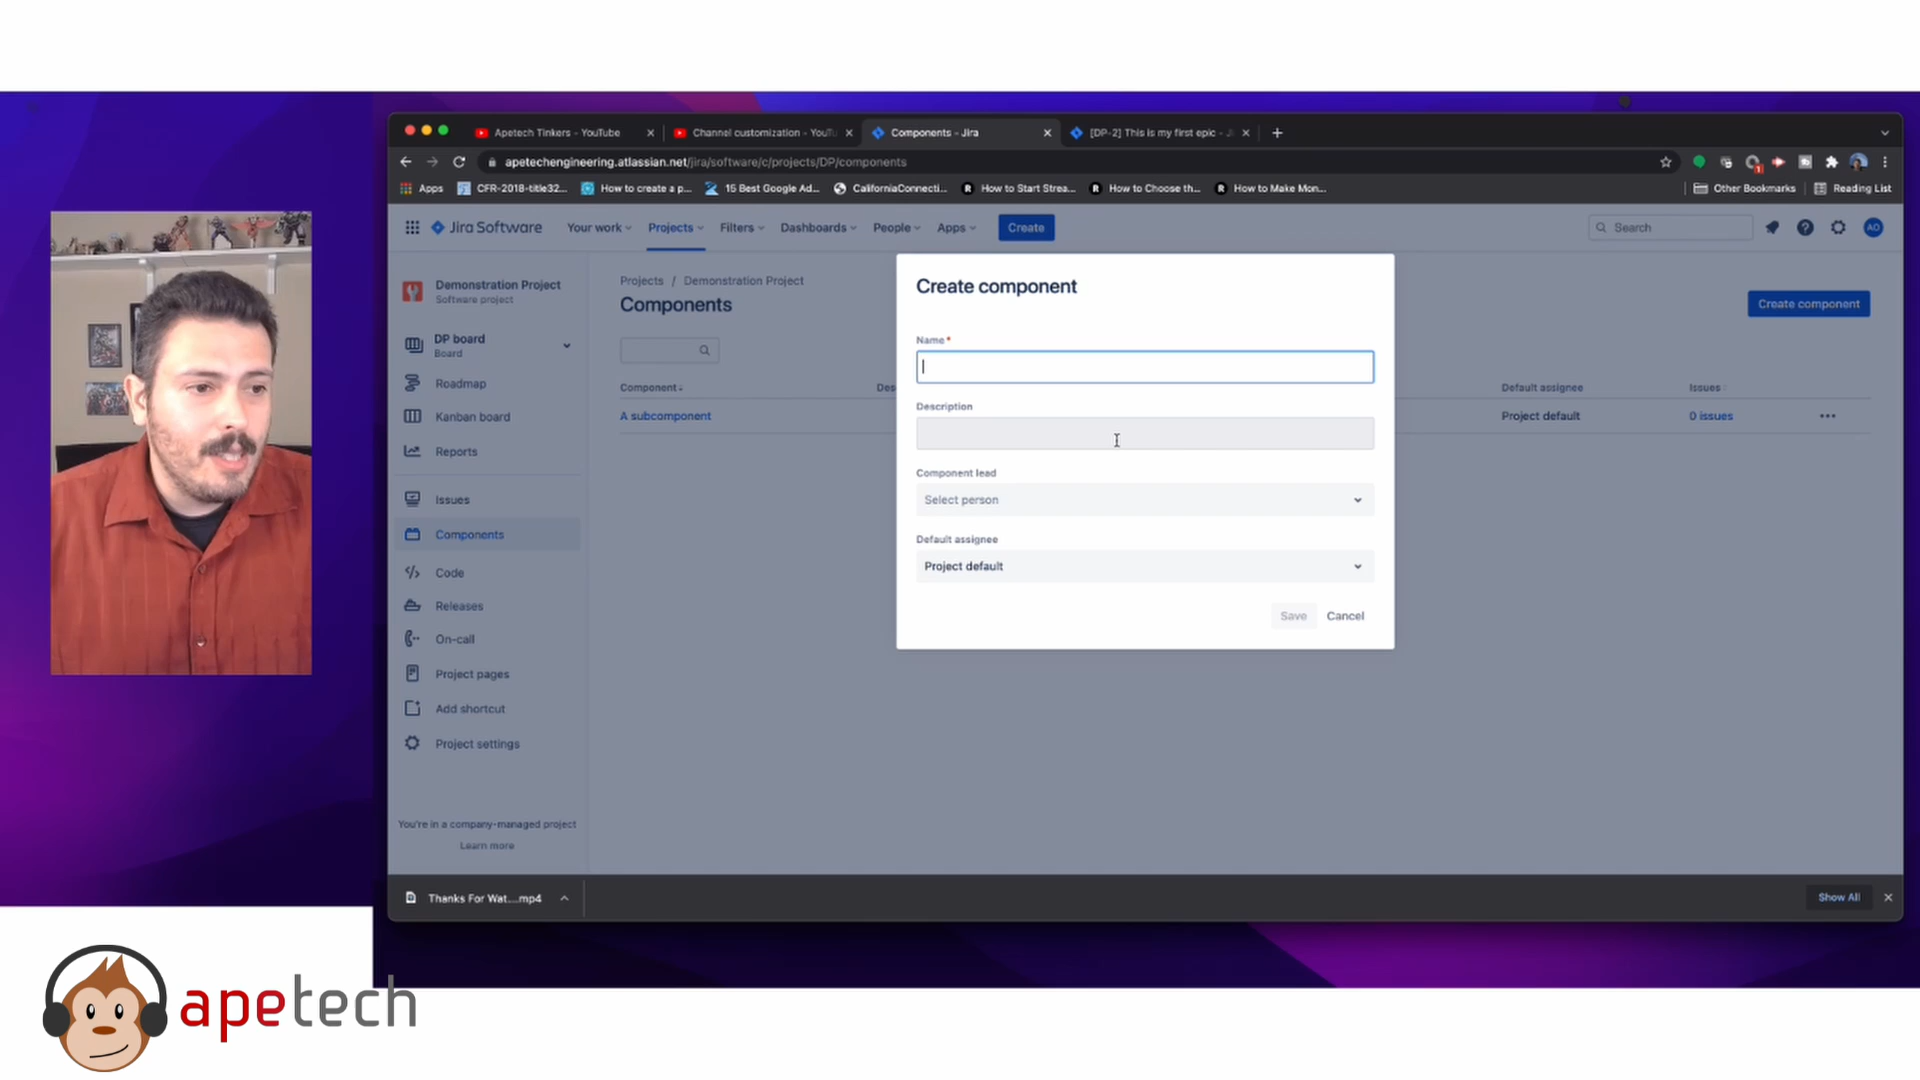 Apetech Tinkers - YouTube
Channel customization - YouTu
Components - Jira
[DP-2] This is my first epic - J
apetechengineering.atlassian.net/jira/software/c/projects/DP/components
Apps
CFR-2018-title32...
How to create a p...
15 Best Google Ad...
CaliforniaConnecti...
How to Start Strea...
How to Choose th...
How to Make Mon...
Other Bookmarks
Reading List
Jira Software
Your work
Projects
Filters
Dashboards
People
Apps
Create
Search
AO
Demonstration Project
Software project
DP board
Board
Roadmap
Kanban board
Reports
Issues
Components
Code
Releases
On-call
Project pages
Add shortcut
Project settings
You're in a company-managed project
Learn more
Projects / Demonstration Project
Components
Create component
Component
Des
Default assignee
Issues
A subcomponent
Project default
0 issues
Create component
Name *
Description
Component lead
Select person
Default assignee
Project default
Save
Cancel
Thanks For Wat....mp4
Show All
apetech